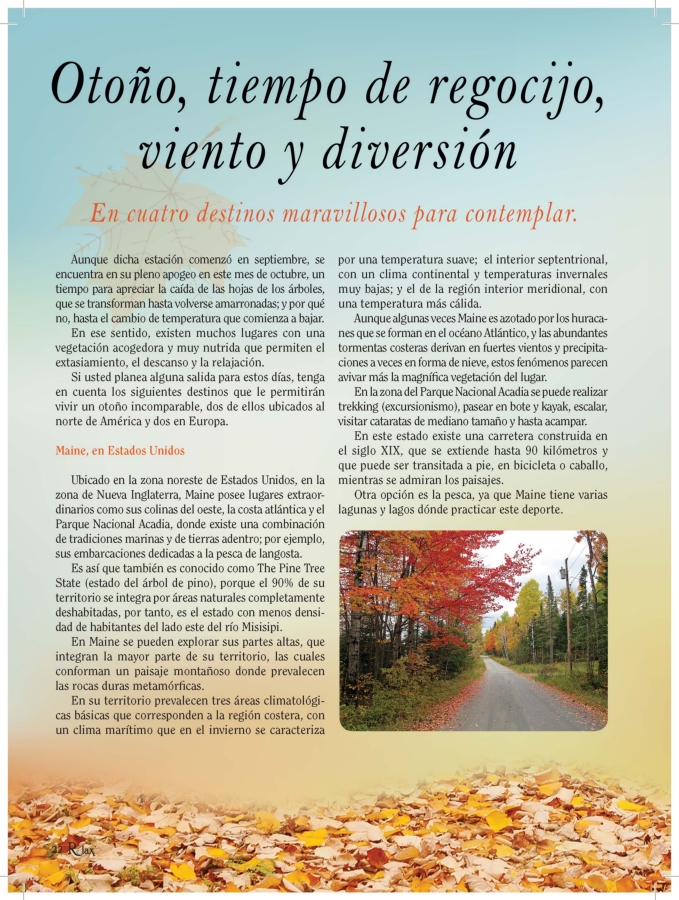 Otoño, tiempo de regocijo,
viento y diversión
En cuatro destinos maravillosos para contemplar.
Aunque dicha estación comenzó en septiembre, se
encuentra en su pleno apogeo en este mes de octubre, un
tiempo para apreciar la caída de las hojas de los árboles,
que se transforman hasta volverse amarronadas; y por qué
no, hasta el cambio de temperatura que comienza a bajar.
En ese sentido, existen muchos lugares con una
vegetación acogedora y muy nutrida que permiten el
extasiamiento, el descanso y la relajación.
Si usted planea alguna salida para estos días, tenga
en cuenta los siguientes destinos que le permitirán
vivir un otoño incomparable, dos de ellos ubicados al
norte de América y dos en Europa.
Maine, en Estados Unidos
Ubicado en la zona noreste de Estados Unidos, en la
zona de Nueva Inglaterra, Maine posee lugares extraor-
dinarios como sus colinas del oeste, la costa atlántica y el
Parque Nacional Acadia, donde existe una combinación
de tradiciones marinas y de tierras adentro; por ejemplo,
sus embarcaciones dedicadas a la pesca de langosta.
Es así que también es conocido como The Pine Tree
State (estado del árbol de pino), porque el 90% de su
territorio se integra por áreas naturales completamente
deshabitadas, por tanto, es el estado con menos densi-
dad de habitantes del lado este del río Misisipi.
En Maine se pueden explorar sus partes altas, que
integran la mayor parte de su territorio, las cuales
conforman un paisaje montañoso donde prevalecen
las rocas duras metamórficas.
En su territorio prevalecen tres áreas climatológi-
cas básicas que corresponden a la región costera, con
un clima marítimo que en el invierno se caracteriza
por una temperatura suave; el interior septentrional,
con un clima continental y temperaturas invernales
muy bajas; y el de la región interior meridional, con
una temperatura más cálida.
Aunque algunas veces Maine es azotado por los huraca-
nes que se forman en el océano Atlántico, y las abundantes
tormentas costeras derivan en fuertes vientos y precipita-
ciones a veces en forma de nieve, estos fenómenos parecen
avivar más la magnífica vegetación del lugar.
En la zona del Parque Nacional Acadia se puede realizar
trekking (excursionismo), pasear en bote y kayak, escalar,
visitar cataratas de mediano tamaño y hasta acampar.
En este estado existe una carretera construida en
el siglo XIX, que se extiende hasta 90 kilómetros y
que puede ser transitada a pie, en bicicleta o caballo,
mientras se admiran los paisajes.
Otra opción es la pesca, ya que Maine tiene varias
lagunas y lagos dónde practicar este deporte.